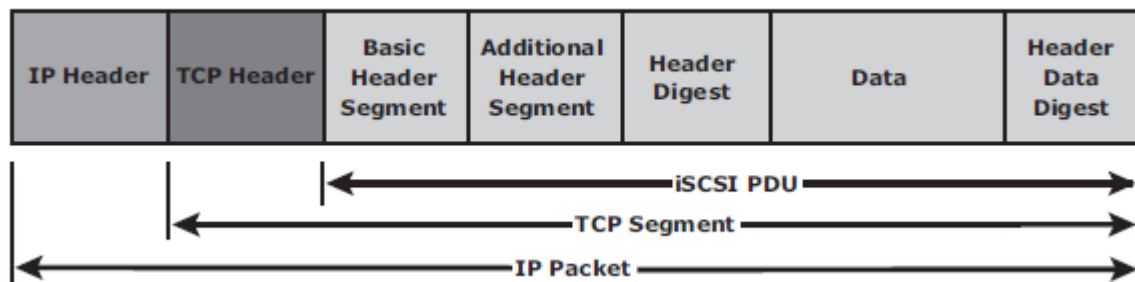 IP Header
TCP Header
Basic
Header
Segment
Additional
Header
Segment
Header
Digest
Data
Header
Data
Digest
iSCSI PDU
TCP Segment
IP Packet